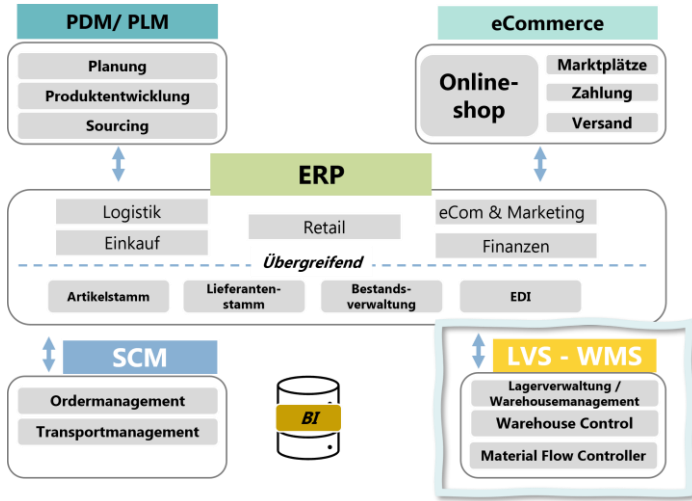 PDM/ PLM
Planung
Produktentwicklung
Sourcing
eCommerce
Online-
shop
Marktplätze
Zahlung
Versand
ERP
Logistik
Einkauf
Retail
eCom & Marketing
Finanzen
Übergreifend
Artikelstamm
Lieferanten-
stamm
Bestands-
verwaltung
EDI
SCM
Ordermanagement
Transportmanagement
BI
LVS - WMS
Lagerverwaltung /
Warehousemanagement
Warehouse Control
Material Flow Controller